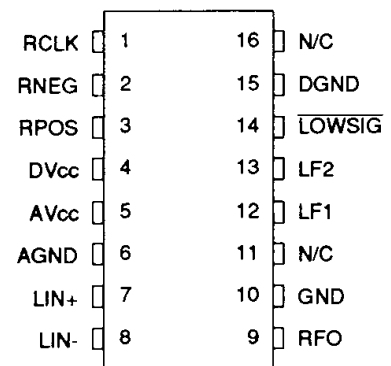 RCLK 1 16 N/C
RNEG 2 15 DGND
RPOS 3 14 LOWSIG
DVcc 4 13 LF2
AVcc 5 12 LF1
AGND 6 11 N/C
LIN+ 7 10 GND
LIN- 8 9 RFO